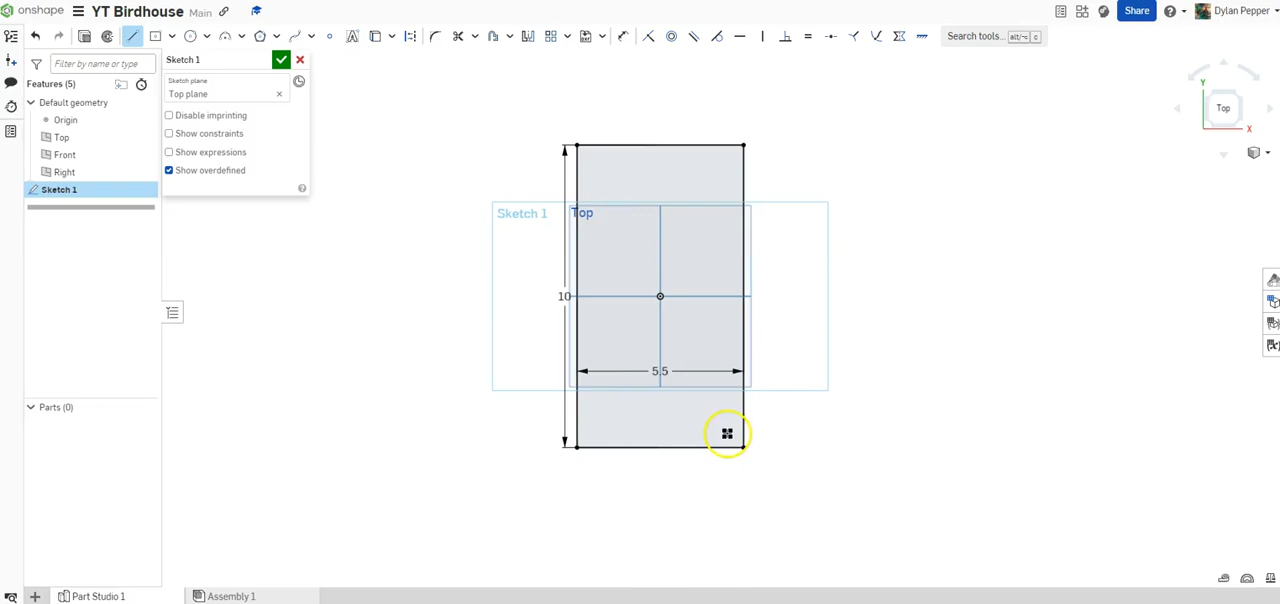 onshape YT Birdhouse Main Share Dylan Pepper
Search tools... alt/⌥ c
Filter by name or type
Features (5)
Default geometry
Origin
Top
Front
Right
Sketch 1
Parts (0)
Sketch 1
Sketch plane
Top plane
Disable imprinting
Show constraints
Show expressions
Show overdefined
Sketch 1 Top
10
5.5
Y
Top
X
Part Studio 1 Assembly 1